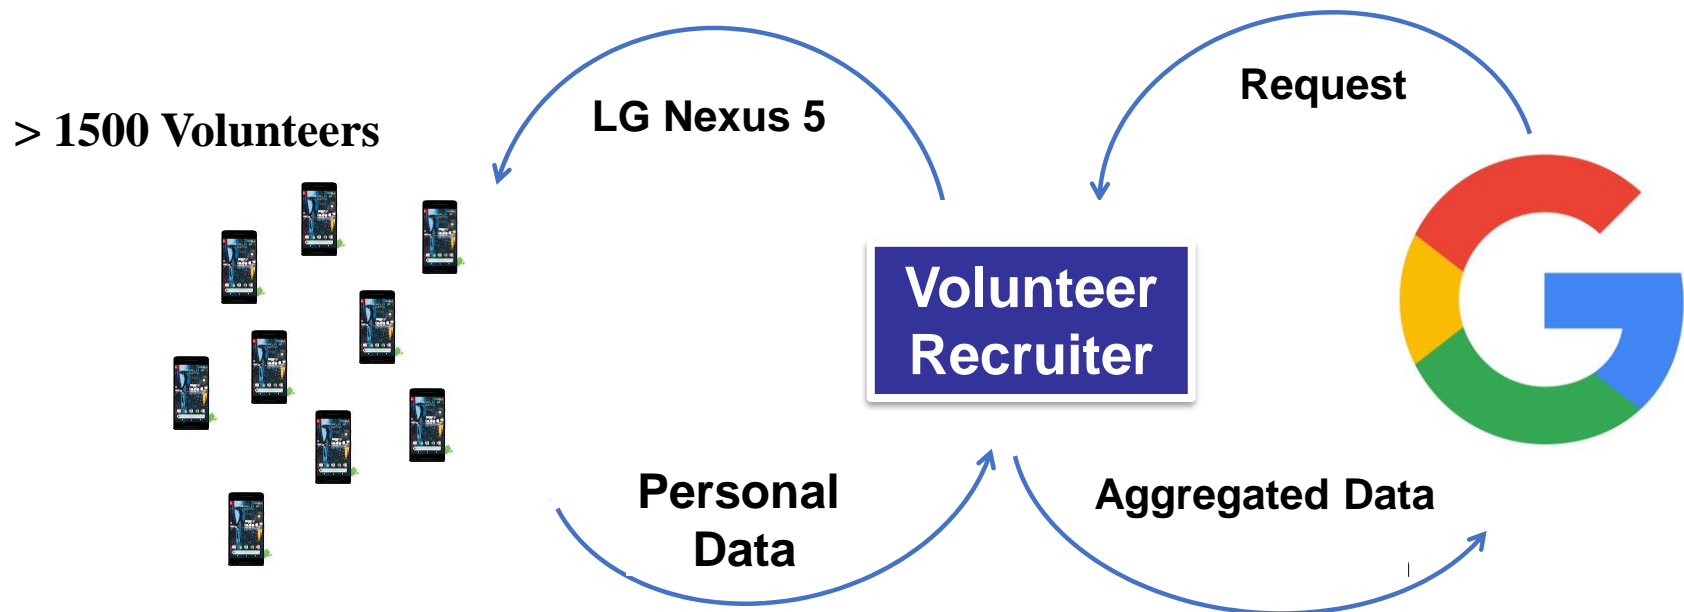 > 1500 Volunteers
LG Nexus 5
Request
Volunteer
Recruiter
Personal
Data
Aggregated Data